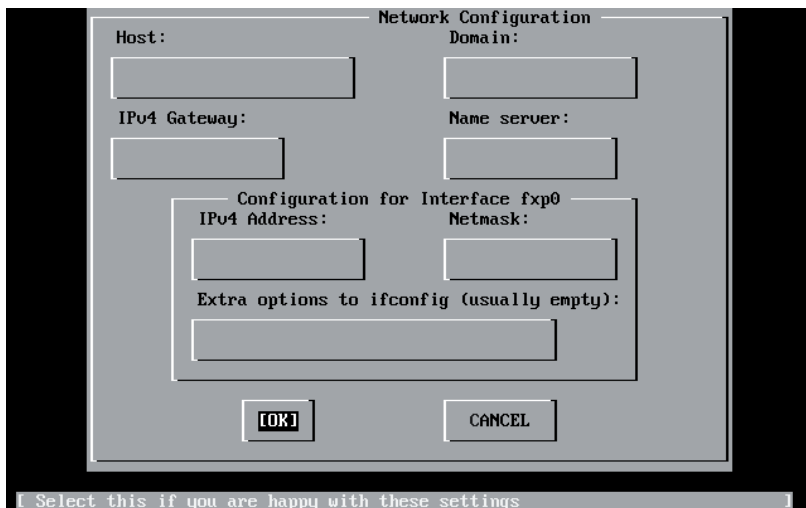 Network Configuration
Host: Domain:
IPv4 Gateway: Name server:
Configuration for Interface fxp0
IPv4 Address: Netmask:
Extra options to ifconfig (usually empty):
[OK] CANCEL
[ Select this if you are happy with these settings ]